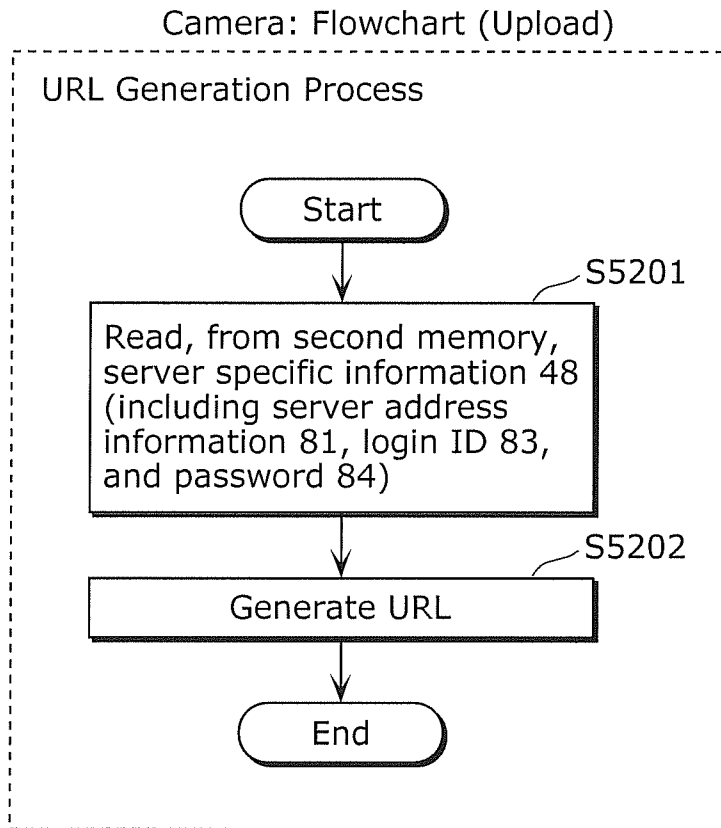 Camera: Flowchart (Upload)
URL Generation Process
Start
S5201
Read, from second memory,
server specific information 48
(including server address
information 81, login ID 83,
and password 84)
S5202
Generate URL
End